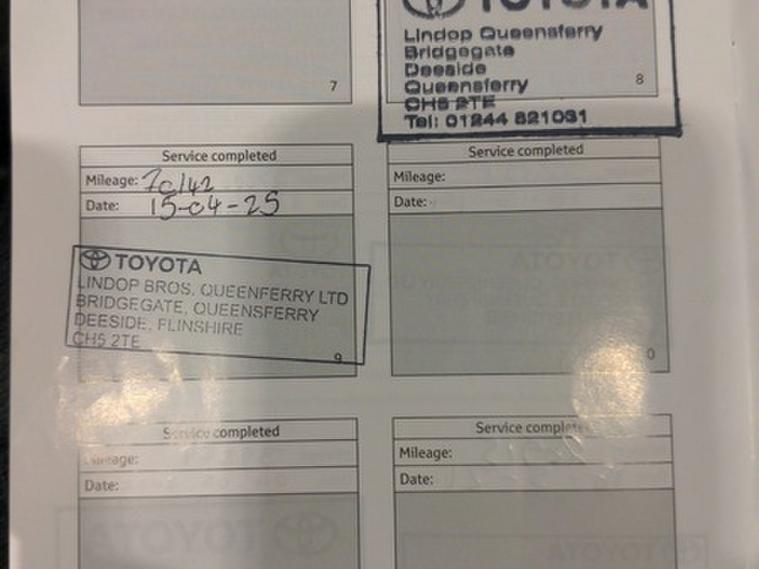 TOYOTA
Lindop Queensferry
Bridgegate
Deeside
Queensferry
CH5 2TE
Tel: 01244 821031
7
8
Service completed
Mileage: 70142
Date: 15-04-25
TOYOTA
LINDOP BROS. QUEENFERRY LTD
BRIDGEGATE, QUEENSFERRY
DEESIDE, FLINSHIRE
CH5 2TE
9
Service completed
Mileage:
Date:
0
Service completed
Mileage:
Date:
Service complete
Mileage:
Date: